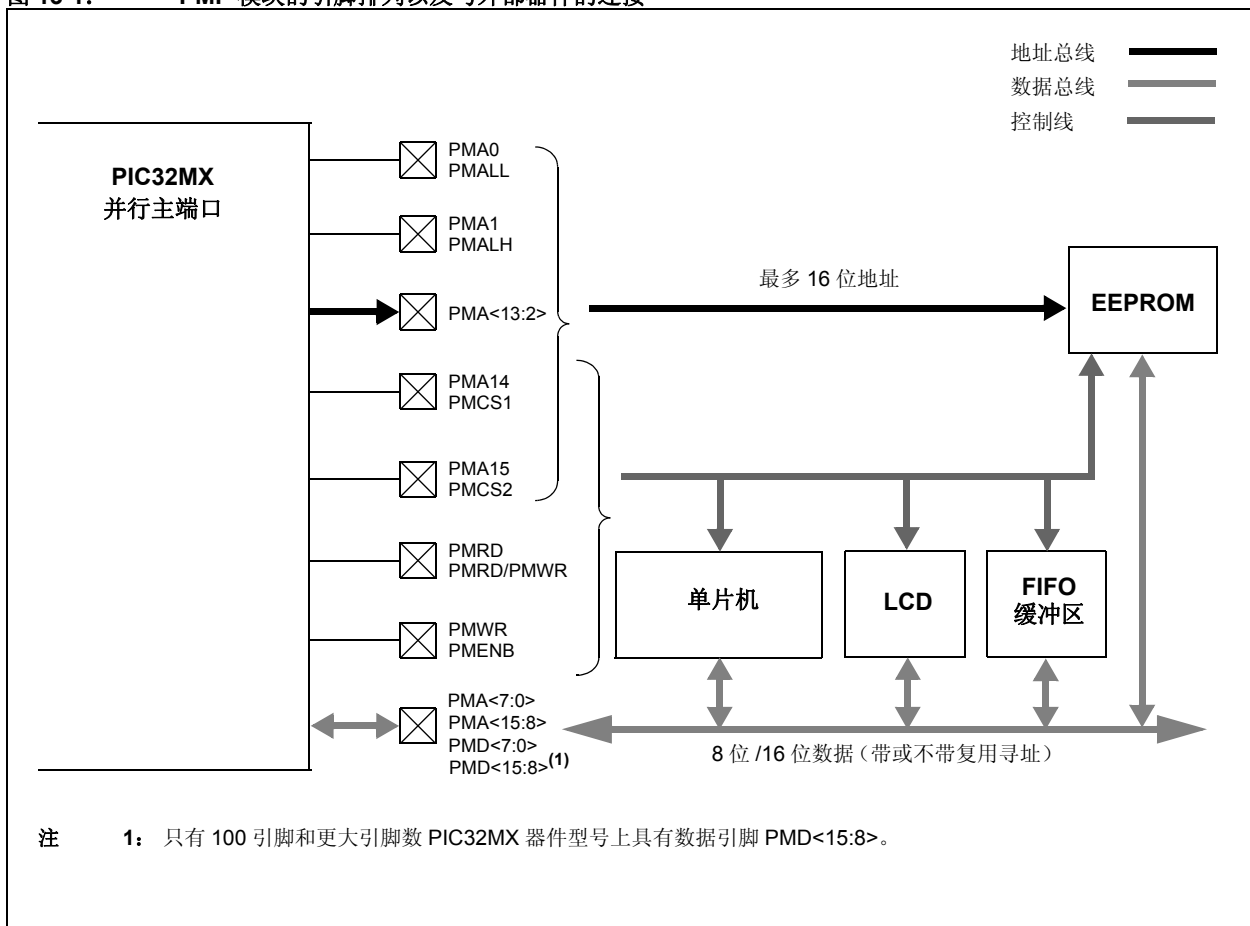 地址总线
数据总线
控制线
PIC32MX
并行主端口
PMA0
PMALL
PMA1
PMALH
PMA<13:2>
PMA14
PMCS1
PMA15
PMCS2
PMRD
PMRD/PMWR
PMWR
PMENB
PMA<7:0>
PMA<15:8>
PMD<7:0>
PMD<15:8>(1)
最多 16 位地址
EEPROM
单片机
LCD
FIFO
缓冲区
8 位 /16 位数据（带或不带复用寻址）
注 1： 只有 100 引脚和更大引脚数 PIC32MX 器件型号上具有数据引脚 PMD<15:8>。